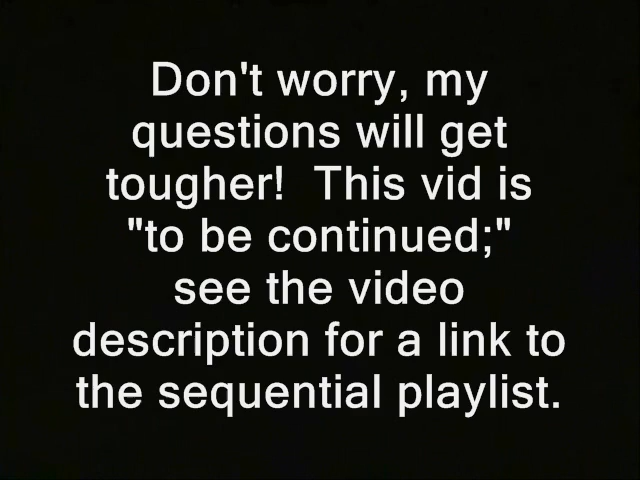 Don't worry, my
questions will get
tougher!  This vid is
"to be continued;"
see the video
description for a link to
the sequential playlist.